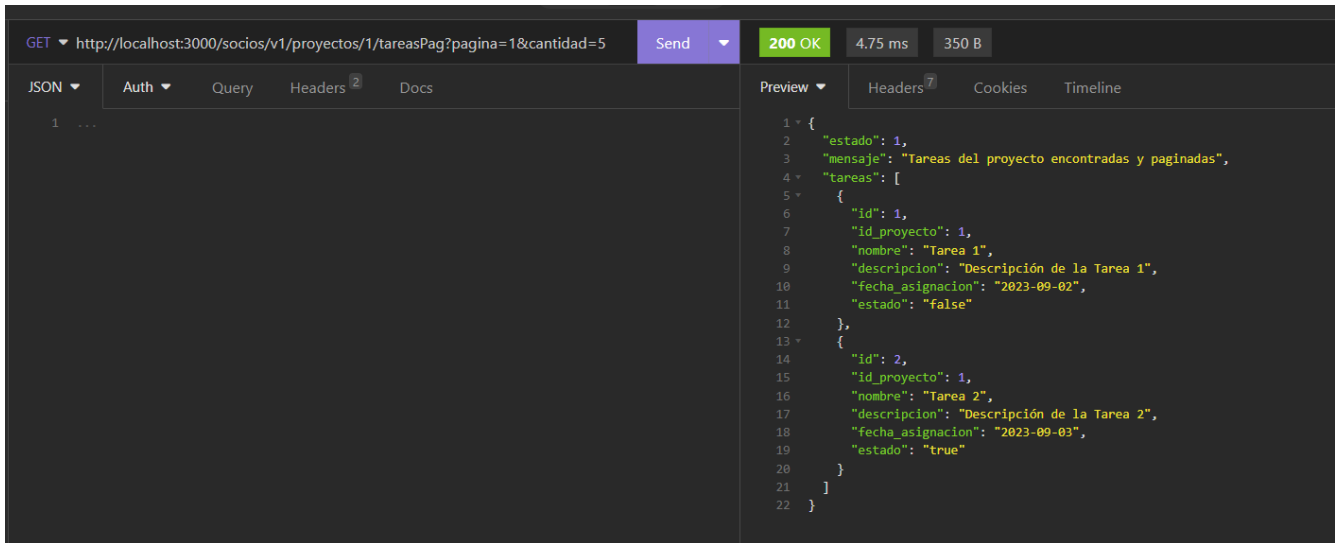 GET http://localhost:3000/socios/v1/proyectos/1/tareasPag?pagina=1&cantidad=5 Send 200 OK 4.75 ms 350 B
JSON Auth Query Headers 2 Docs Preview Headers 7 Cookies Timeline
1 ...
1 {
2 "estado": 1,
3 "mensaje": "Tareas del proyecto encontradas y paginadas",
4 "tareas": [
5 {
6 "id": 1,
7 "id_proyecto": 1,
8 "nombre": "Tarea 1",
9 "descripcion": "Descripción de la Tarea 1",
10 "fecha_asignacion": "2023-09-02",
11 "estado": "false"
12 },
13 {
14 "id": 2,
15 "id_proyecto": 1,
16 "nombre": "Tarea 2",
17 "descripcion": "Descripción de la Tarea 2",
18 "fecha_asignacion": "2023-09-03",
19 "estado": "true"
20 }
21 ]
22 }